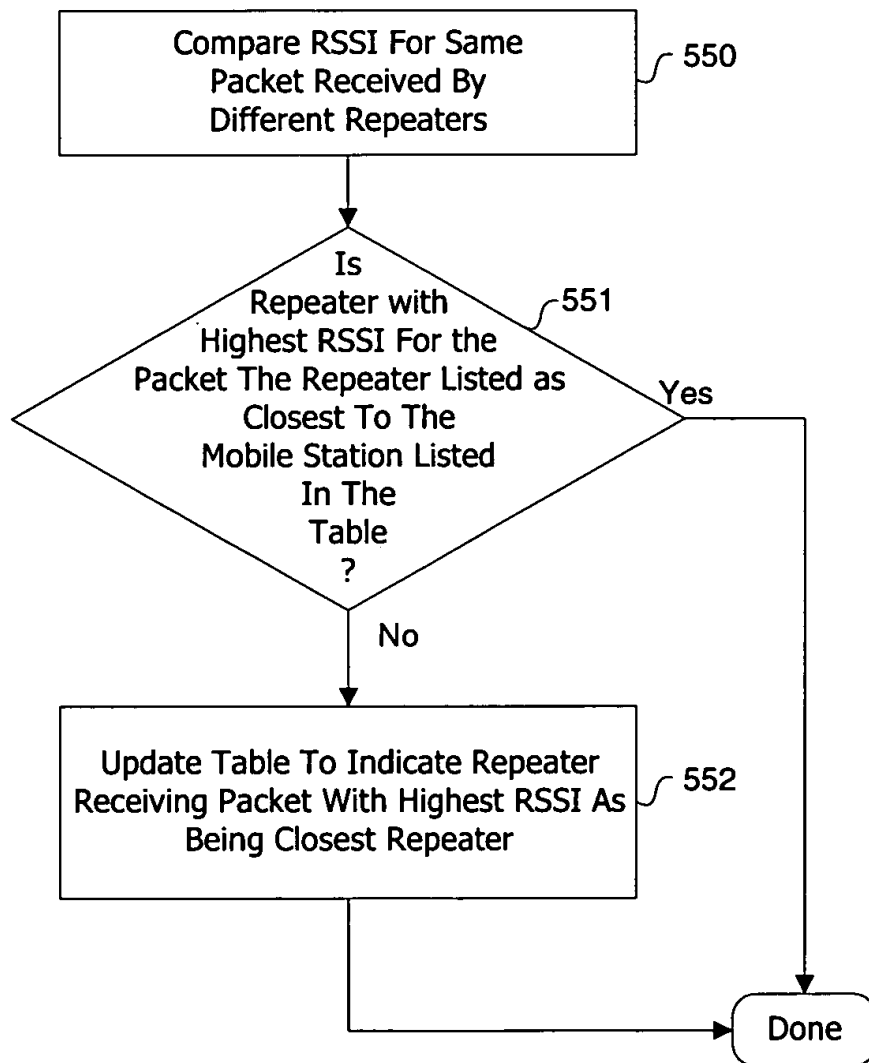 Compare RSSI For Same
Packet Received By
Different Repeaters
550
Is
Repeater with
Highest RSSI For the
Packet The Repeater Listed as
Closest To The
Mobile Station Listed
In The
Table
?
551
Yes
No
Update Table To Indicate Repeater
Receiving Packet With Highest RSSI As
Being Closest Repeater
552
Done